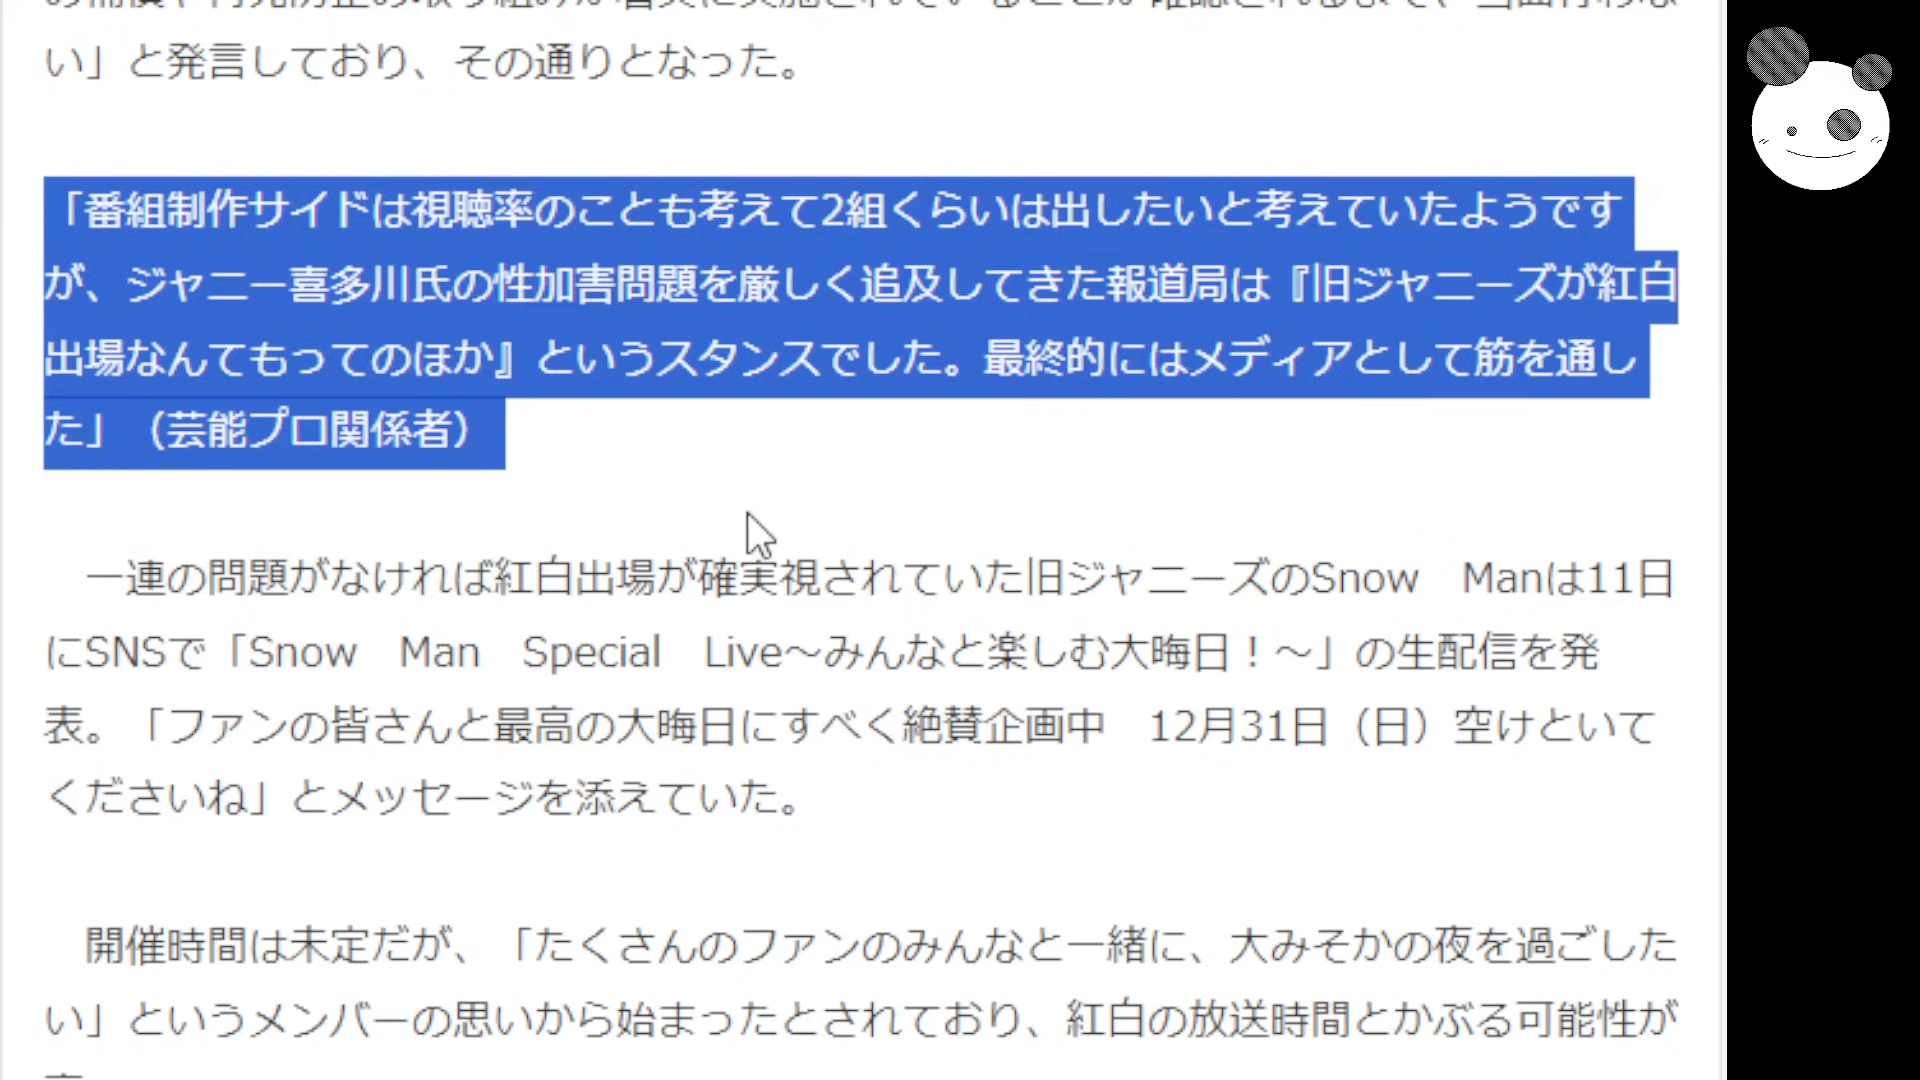 い」と発言しており、その通りとなった。
「番組制作サイドは視聴率のことも考えて2組くらいは出したいと考えていたようです
が、ジャニー喜多川氏の性加害問題を厳しく追及してきた報道局は『旧ジャニーズが紅白
出場なんてもってのほか』というスタンスでした。最終的にはメディアとして筋を通し
た」（芸能プロ関係者）
　一連の問題がなければ紅白出場が確実視されていた旧ジャニーズのSnow　Manは11日
にSNSで「Snow　Man　Special　Live～みんなと楽しむ大晦日！～」の生配信を発
表。「ファンの皆さんと最高の大晦日にすべく絶賛企画中　12月31日（日）空けといて
くださいね」とメッセージを添えていた。
　開催時間は未定だが、「たくさんのファンのみんなと一緒に、大みそかの夜を過ごした
い」というメンバーの思いから始まったとされており、紅白の放送時間とかぶる可能性が